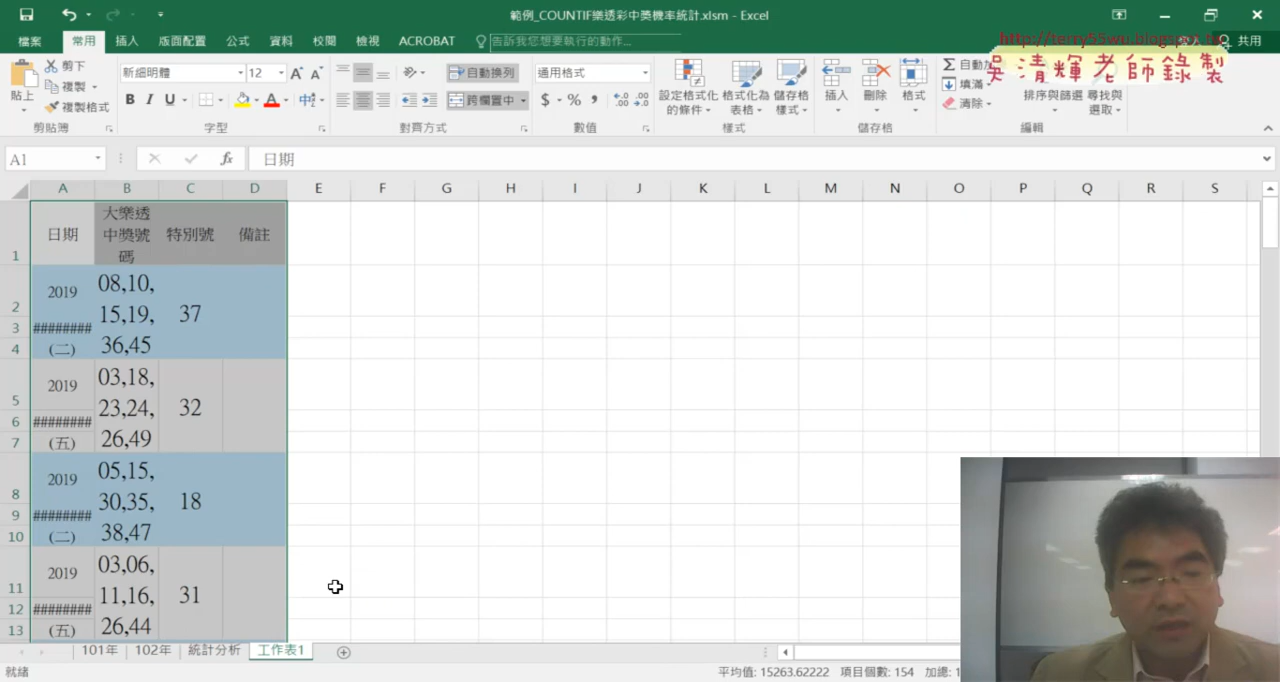 範例_COUNTIF樂透彩中獎機率統計.xlsm - Excel
檔案 常用 插入 版面配置 公式 資料 校閱 檢視 ACROBAT 告訴我您想要執行的動作... 共用
http://terry55wu.blogspot.tw
吳清輝老師錄製
貼上 剪下 複製 複製格式 剪貼簿
新細明體 12 A A B I U A 中 字型
自動換列 跨欄置中 對齊方式
通用格式 $ % , .0 .00 .00 .0 數值
設定格式化的條件 格式化為表格 儲存格樣式 樣式
插入 刪除 格式 儲存格
Σ 自動加 填滿 清除 排序與篩選 尋找與選取 編輯
A1 fx 日期
A B C D E F G H I J K L M N O P Q R S
1 日期 大樂透中獎號碼 特別號 備註
2 2019 08,10,
3 ######## 15,19, 37
4 (二) 36,45
5 2019 03,18,
6 ######## 23,24, 32
7 (五) 26,49
8 2019 05,15,
9 ######## 30,35, 18
10 (二) 38,47
11 2019 03,06,
12 ######## 11,16, 31
13 (五) 26,44
101年 102年 統計分析 工作表1
就緒 平均值: 15263.62222 項目個數: 154 加總: 1